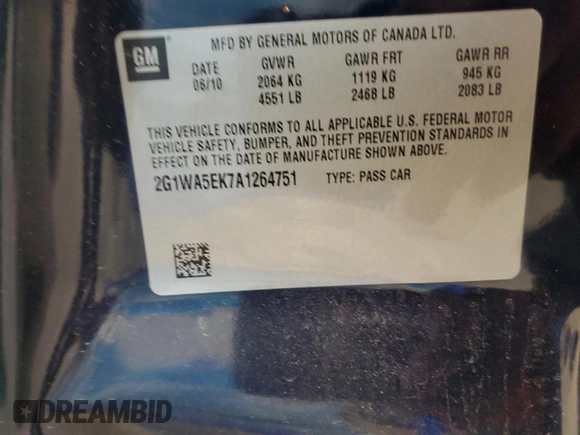 GM
MFD BY GENERAL MOTORS OF CANADA LTD.
DATE GVWR GAWR FRT GAWR RR
06/10 2064 KG 1119 KG 945 KG
4551 LB 2468 LB 2083 LB
THIS VEHICLE CONFORMS TO ALL APPLICABLE U.S. FEDERAL MOTOR
VEHICLE SAFETY, BUMPER, AND THEFT PREVENTION STANDARDS IN
EFFECT ON THE DATE OF MANUFACTURE SHOWN ABOVE.
2G1WA5EK7A1264751 TYPE: PASS CAR
DREAMBID